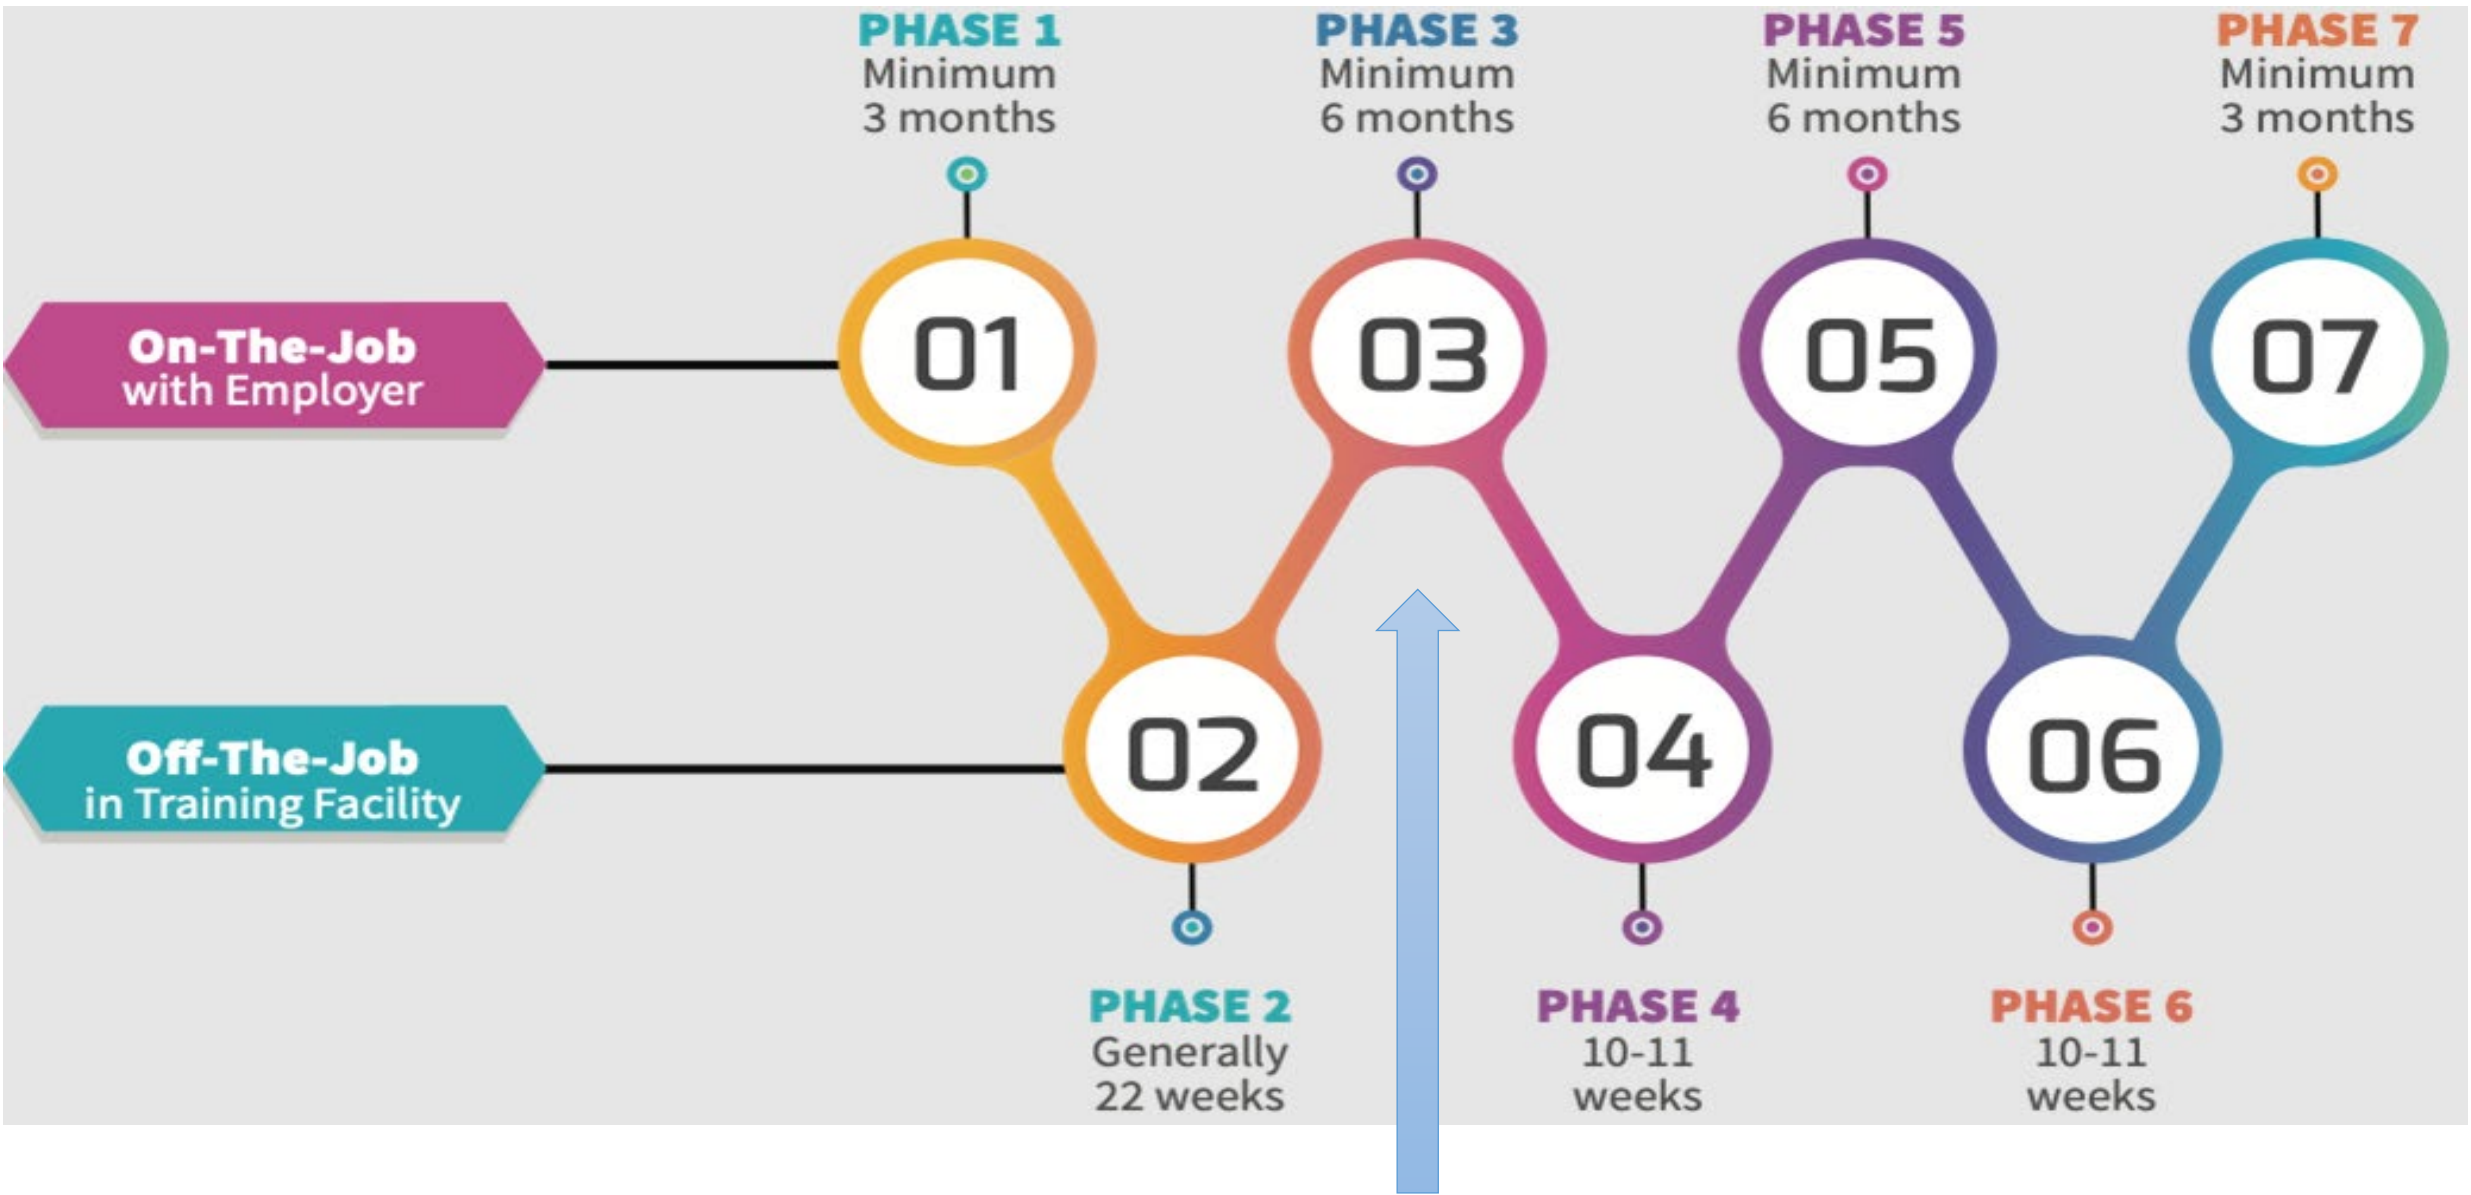 PHASE 1
Minimum
3 months
PHASE 3
Minimum
6 months
PHASE 5
Minimum
6 months
PHASE 7
Minimum
3 months
On-The-Job
with Employer
01
03
05
07
Off-The-Job
in Training Facility
02
04
06
PHASE 2
Generally
22 weeks
PHASE 4
10-11
weeks
PHASE 6
10-11
weeks